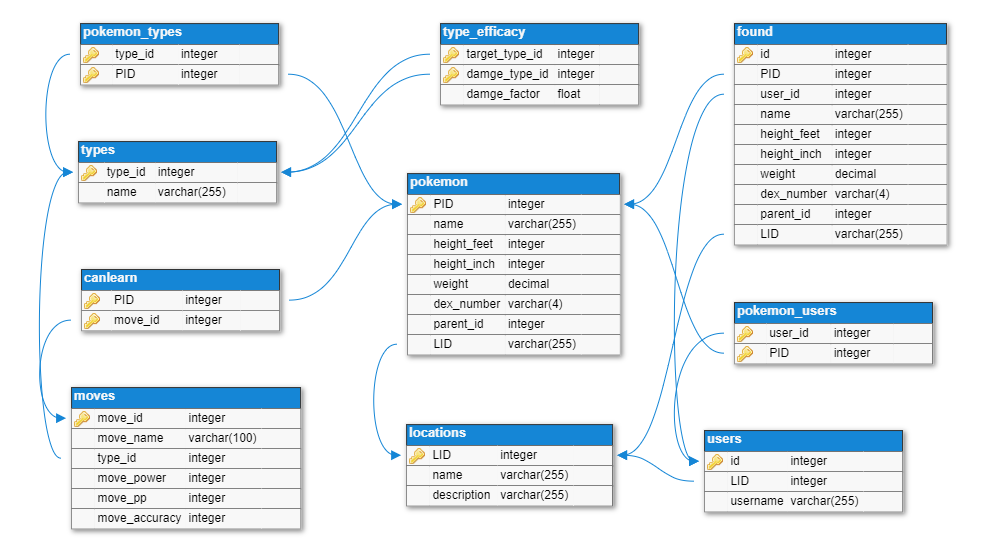 pokemon_types
type_id integer
PID integer
type_efficacy
target_type_id integer
damge_type_id integer
damge_factor float
found
id integer
PID integer
user_id integer
name varchar(255)
height_feet integer
height_inch integer
weight decimal
dex_number varchar(4)
parent_id integer
LID varchar(255)
types
type_id integer
name varchar(255)
pokemon
PID integer
name varchar(255)
height_feet integer
height_inch integer
weight decimal
dex_number varchar(4)
parent_id integer
LID varchar(255)
canlearn
PID integer
move_id integer
pokemon_users
user_id integer
PID integer
moves
move_id integer
move_name varchar(100)
type_id integer
move_power integer
move_pp integer
move_accuracy integer
locations
LID integer
name varchar(255)
description varchar(255)
users
id integer
LID integer
username varchar(255)